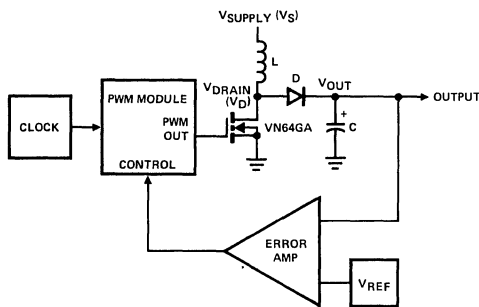 VSUPPLY (VS)
L
VDRAIN
(VD)
D
VOUT
OUTPUT
PWM MODULE
CLOCK
PWM
OUT
VN64GA
+
C
CONTROL
ERROR
AMP
VREF